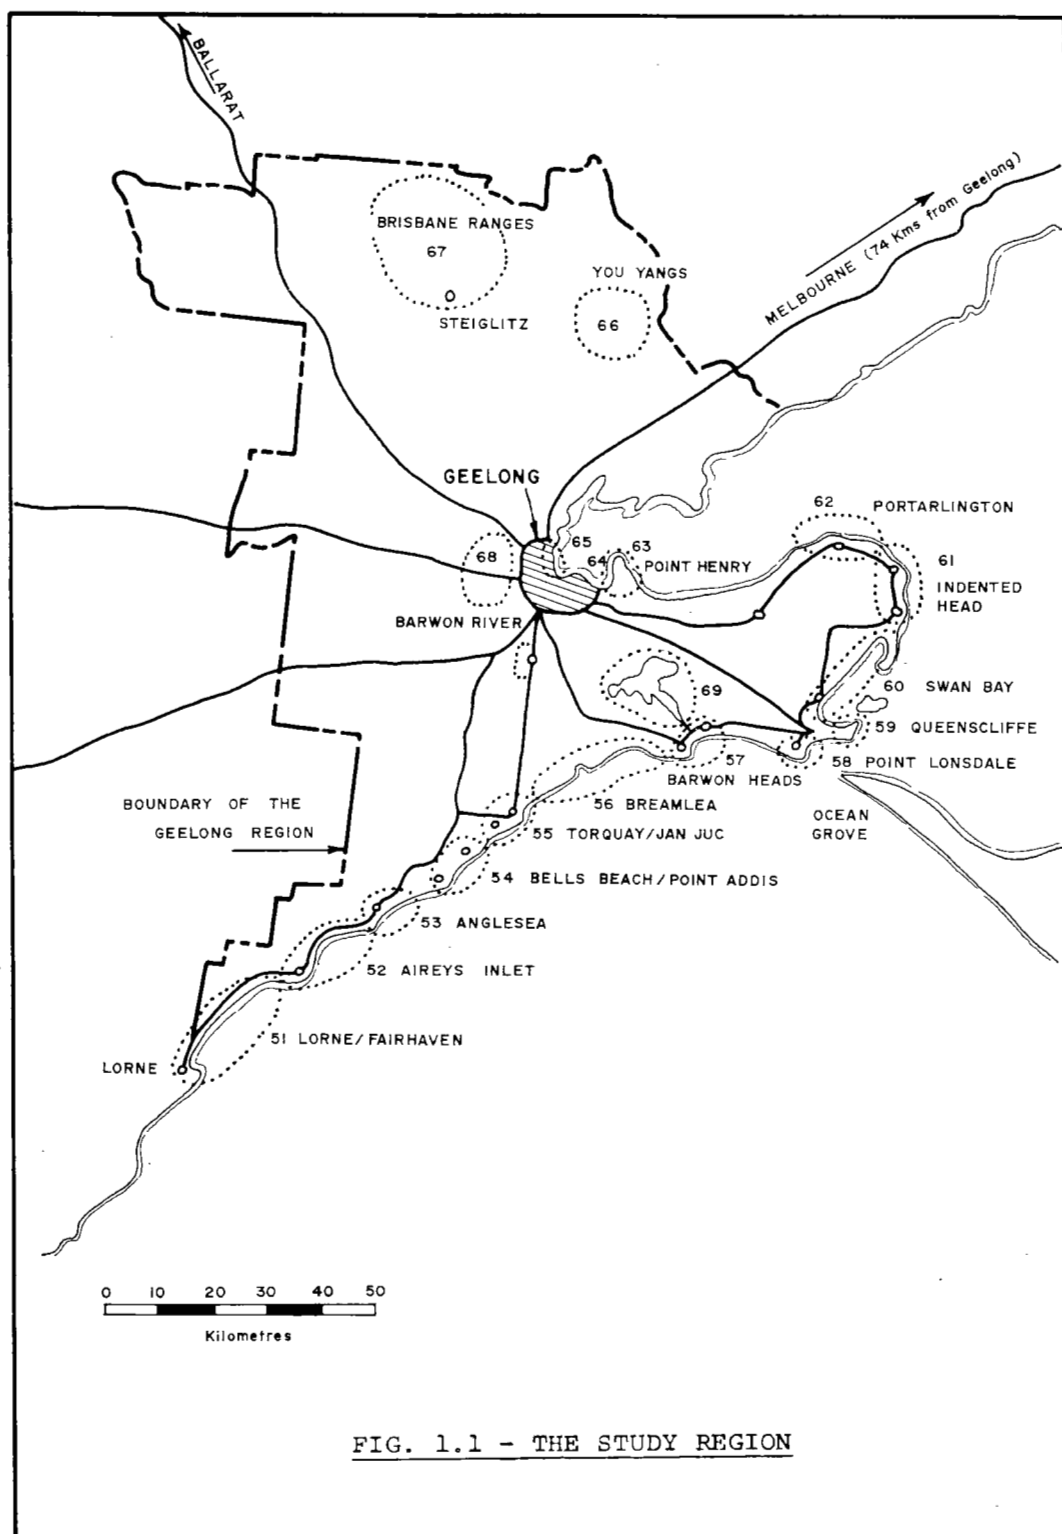 BALLARAT
MELBOURNE (74 Kms from Geelong)
BRISBANE RANGES
67
STEIGLITZ
YOU YANGS
66
GEELONG
62
PORTARLINGTON
65
63
64
POINT HENRY
61
INDENTED
HEAD
68
BARWON RIVER
69
60 SWAN BAY
59 QUEENSCLIFFE
57
58 POINT LONSDALE
BARWON HEADS
56 BREAMLEA
OCEAN
GROVE
BOUNDARY OF THE
GEELONG REGION
55 TORQUAY/JAN JUC
54 BELLS BEACH/POINT ADDIS
53 ANGLESEA
52 AIREYS INLET
51 LORNE/FAIRHAVEN
LORNE
0 10 20 30 40 50
Kilometres
FIG. 1.1 - THE STUDY REGION